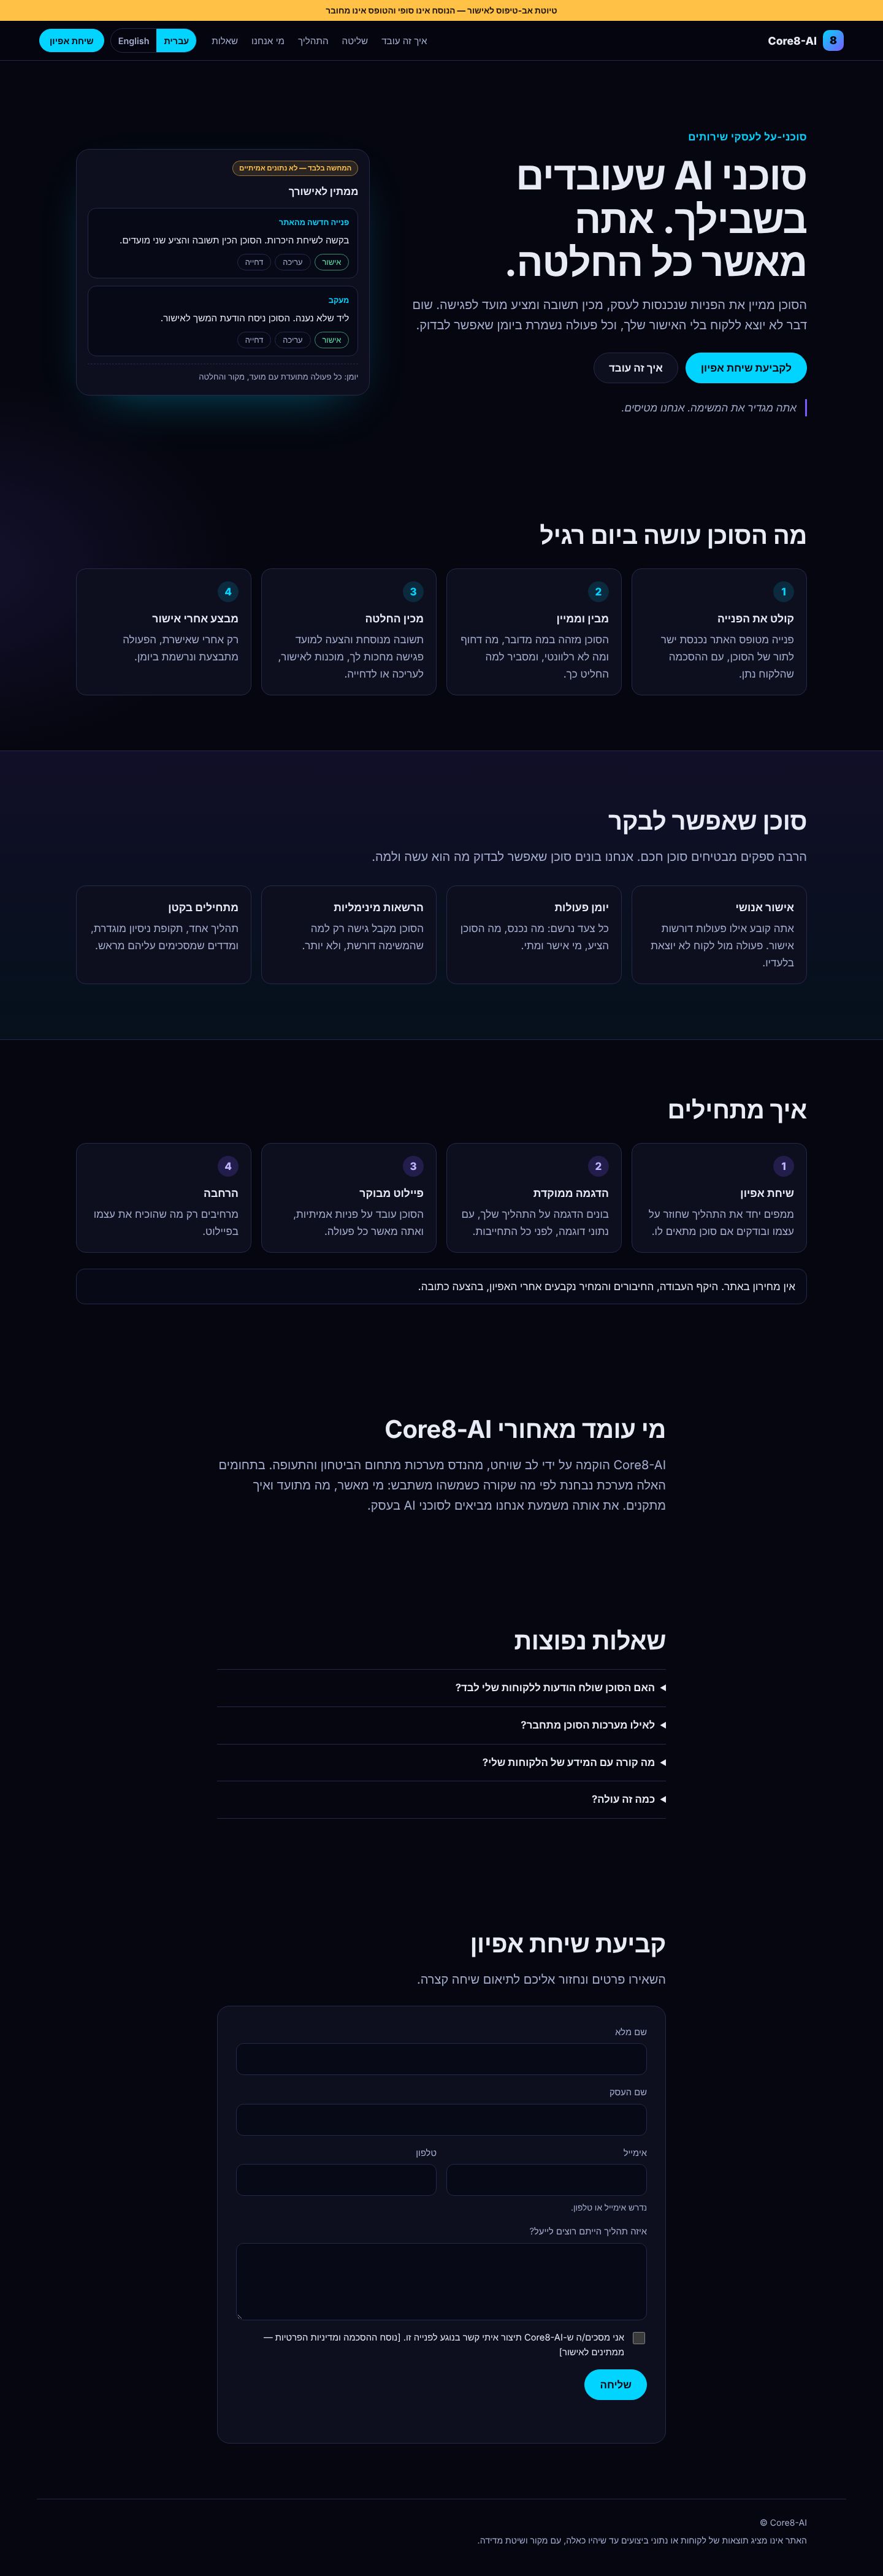 טיוטת אב-טיפוס לאישור — הנוסח אינו סופי והטופס אינו מחובר
8 Core8-AI
איך זה עובד
שליטה
התהליך
מי אנחנו
שאלות
עברית
English
שיחת אפיון
סוכני-על לעסקי שירותים
סוכני AI שעובדים
בשבילך. אתה
מאשר כל החלטה.
הסוכן ממיין את הפניות שנכנסות לעסק, מכין תשובה ומציע מועד לפגישה. שום
דבר לא יוצא ללקוח בלי האישור שלך, וכל פעולה נשמרת ביומן שאפשר לבדוק.
לקביעת שיחת אפיון
איך זה עובד
אתה מגדיר את המשימה. אנחנו מטיסים.
המחשה בלבד — לא נתונים אמיתיים
ממתין לאישורך
פנייה חדשה מהאתר
בקשה לשיחת היכרות. הסוכן הכין תשובה והציע שני מועדים.
אישור
עריכה
דחייה
מעקב
ליד שלא נענה. הסוכן ניסח הודעת המשך לאישור.
אישור
עריכה
דחייה
יומן: כל פעולה מתועדת עם מועד, מקור והחלטה
מה הסוכן עושה ביום רגיל
1
קולט את הפנייה
פנייה מטופס האתר נכנסת ישר
לתור של הסוכן, עם ההסכמה
שהלקוח נתן.
2
מבין וממיין
הסוכן מזהה במה מדובר, מה דחוף
ומה לא רלוונטי, ומסביר למה
החליט כך.
3
מכין החלטה
תשובה מנוסחת והצעה למועד
פגישה מחכות לך, מוכנות לאישור,
לעריכה או לדחייה.
4
מבצע אחרי אישור
רק אחרי שאישרת, הפעולה
מתבצעת ונרשמת ביומן.
סוכן שאפשר לבקר
הרבה ספקים מבטיחים סוכן חכם. אנחנו בונים סוכן שאפשר לבדוק מה הוא עשה ולמה.
אישור אנושי
אתה קובע אילו פעולות דורשות
אישור. פעולה מול לקוח לא יוצאת
בלעדיו.
יומן פעולות
כל צעד נרשם: מה נכנס, מה הסוכן
הציע, מי אישר ומתי.
הרשאות מינימליות
הסוכן מקבל גישה רק למה
שהמשימה דורשת, ולא יותר.
מתחילים בקטן
תהליך אחד, תקופת ניסיון מוגדרת,
ומדדים שמסכימים עליהם מראש.
איך מתחילים
1
שיחת אפיון
ממפים יחד את התהליך שחוזר על
עצמו ובודקים אם סוכן מתאים לו.
2
הדגמה ממוקדת
בונים הדגמה על התהליך שלך, עם
נתוני דוגמה, לפני כל התחייבות.
3
פיילוט מבוקר
הסוכן עובד על פניות אמיתיות,
ואתה מאשר כל פעולה.
4
הרחבה
מרחיבים רק מה שהוכיח את עצמו
בפיילוט.
אין מחירון באתר. היקף העבודה, החיבורים והמחיר נקבעים אחרי האפיון, בהצעה כתובה.
מי עומד מאחורי Core8-AI
Core8-AI הוקמה על ידי לב שויחט, מהנדס מערכות מתחום הביטחון והתעופה. בתחומים
האלה מערכת נבחנת לפי מה שקורה כשמשהו משתבש: מי מאשר, מה מתועד ואיך
מתקנים. את אותה משמעת אנחנו מביאים לסוכני AI בעסק.
שאלות נפוצות
האם הסוכן שולח הודעות ללקוחות שלי לבד?
לאילו מערכות הסוכן מתחבר?
מה קורה עם המידע של הלקוחות שלי?
כמה זה עולה?
קביעת שיחת אפיון
השאירו פרטים ונחזור אליכם לתיאום שיחה קצרה.
שם מלא
שם העסק
אימייל
טלפון
נדרש אימייל או טלפון.
איזה תהליך הייתם רוצים לייעל?
אני מסכים/ה ש-Core8-AI תיצור איתי קשר בנוגע לפנייה זו. [נוסח ההסכמה ומדיניות הפרטיות —
ממתינים לאישור]
שליחה
© Core8-AI
האתר אינו מציג תוצאות של לקוחות או נתוני ביצועים עד שיהיו כאלה, עם מקור ושיטת מדידה.